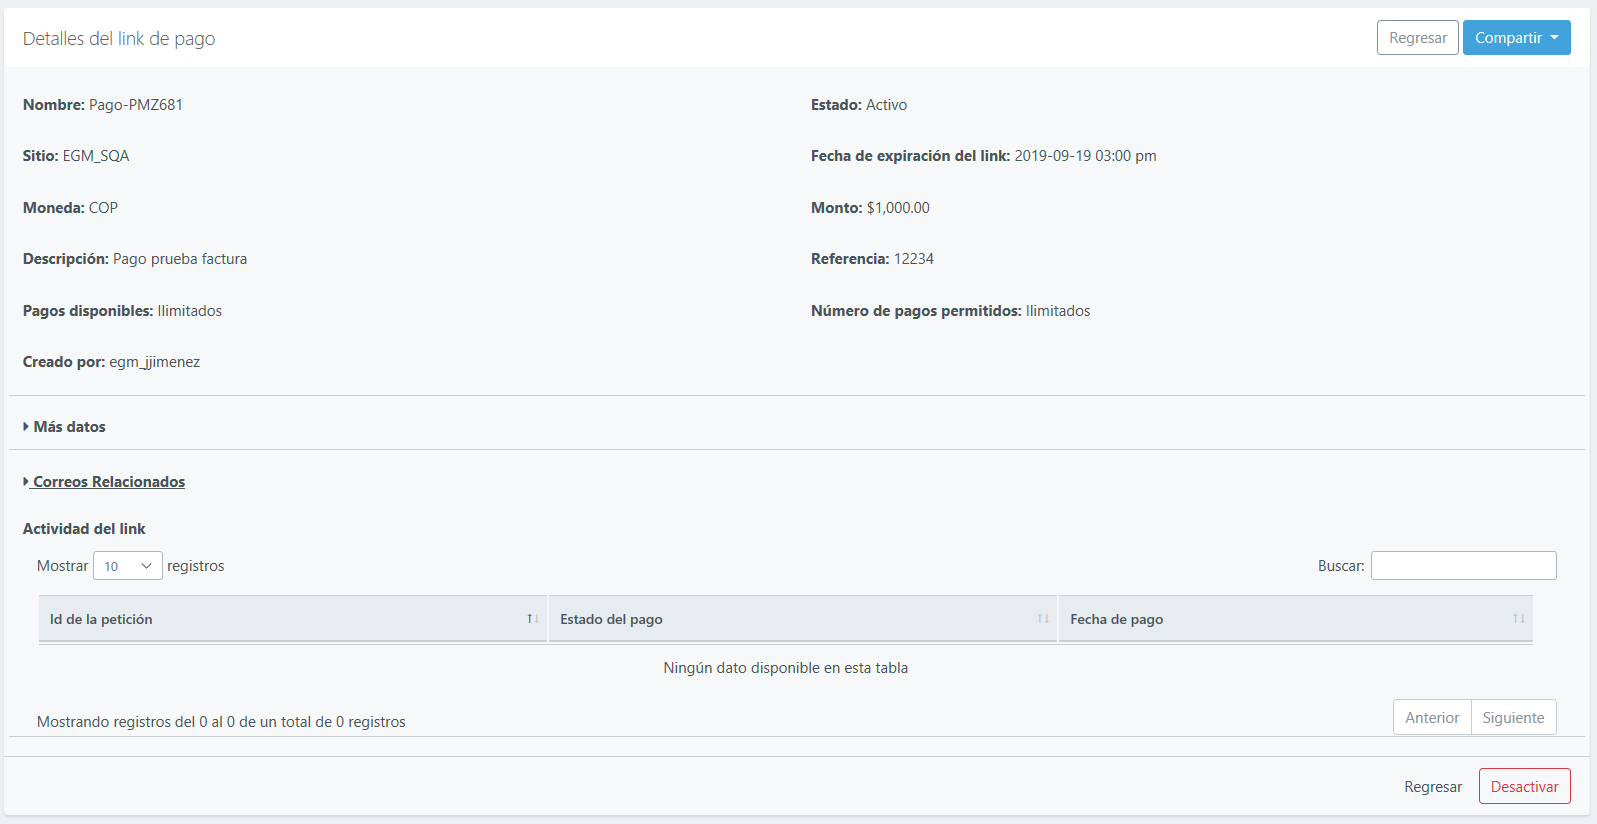 Detalles del link de pago
Regresar
Compartir
Nombre: Pago-PMZ681
Estado: Activo
Sitio: EGM_SQA
Fecha de expiración del link: 2019-09-19 03:00 pm
Moneda: COP
Monto: $1,000.00
Descripción: Pago prueba factura
Referencia: 12234
Pagos disponibles: Ilimitados
Número de pagos permitidos: Ilimitados
Creado por: egm_jjimenez
Más datos
Correos Relacionados
Actividad del link
Mostrar 10 registros
Buscar:
Id de la petición
Estado del pago
Fecha de pago
Ningún dato disponible en esta tabla
Mostrando registros del 0 al 0 de un total de 0 registros
Anterior
Siguiente
Regresar
Desactivar